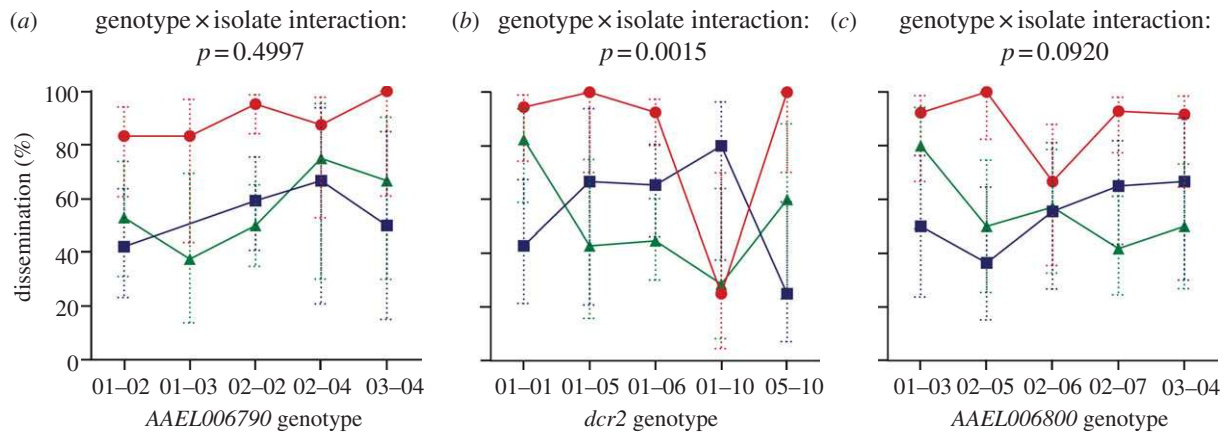 (a) genotype × isolate interaction:
p = 0.4997
(b) genotype × isolate interaction:
p = 0.0015
(c) genotype × isolate interaction:
p = 0.0920
dissemination (%)
100
80
60
40
20
0
01–02 01–03 02–02 02–04 03–04
AAEL006790 genotype
01–01 01–05 01–06 01–10 05–10
dcr2 genotype
01–03 02–05 02–06 02–07 03–04
AAEL006800 genotype